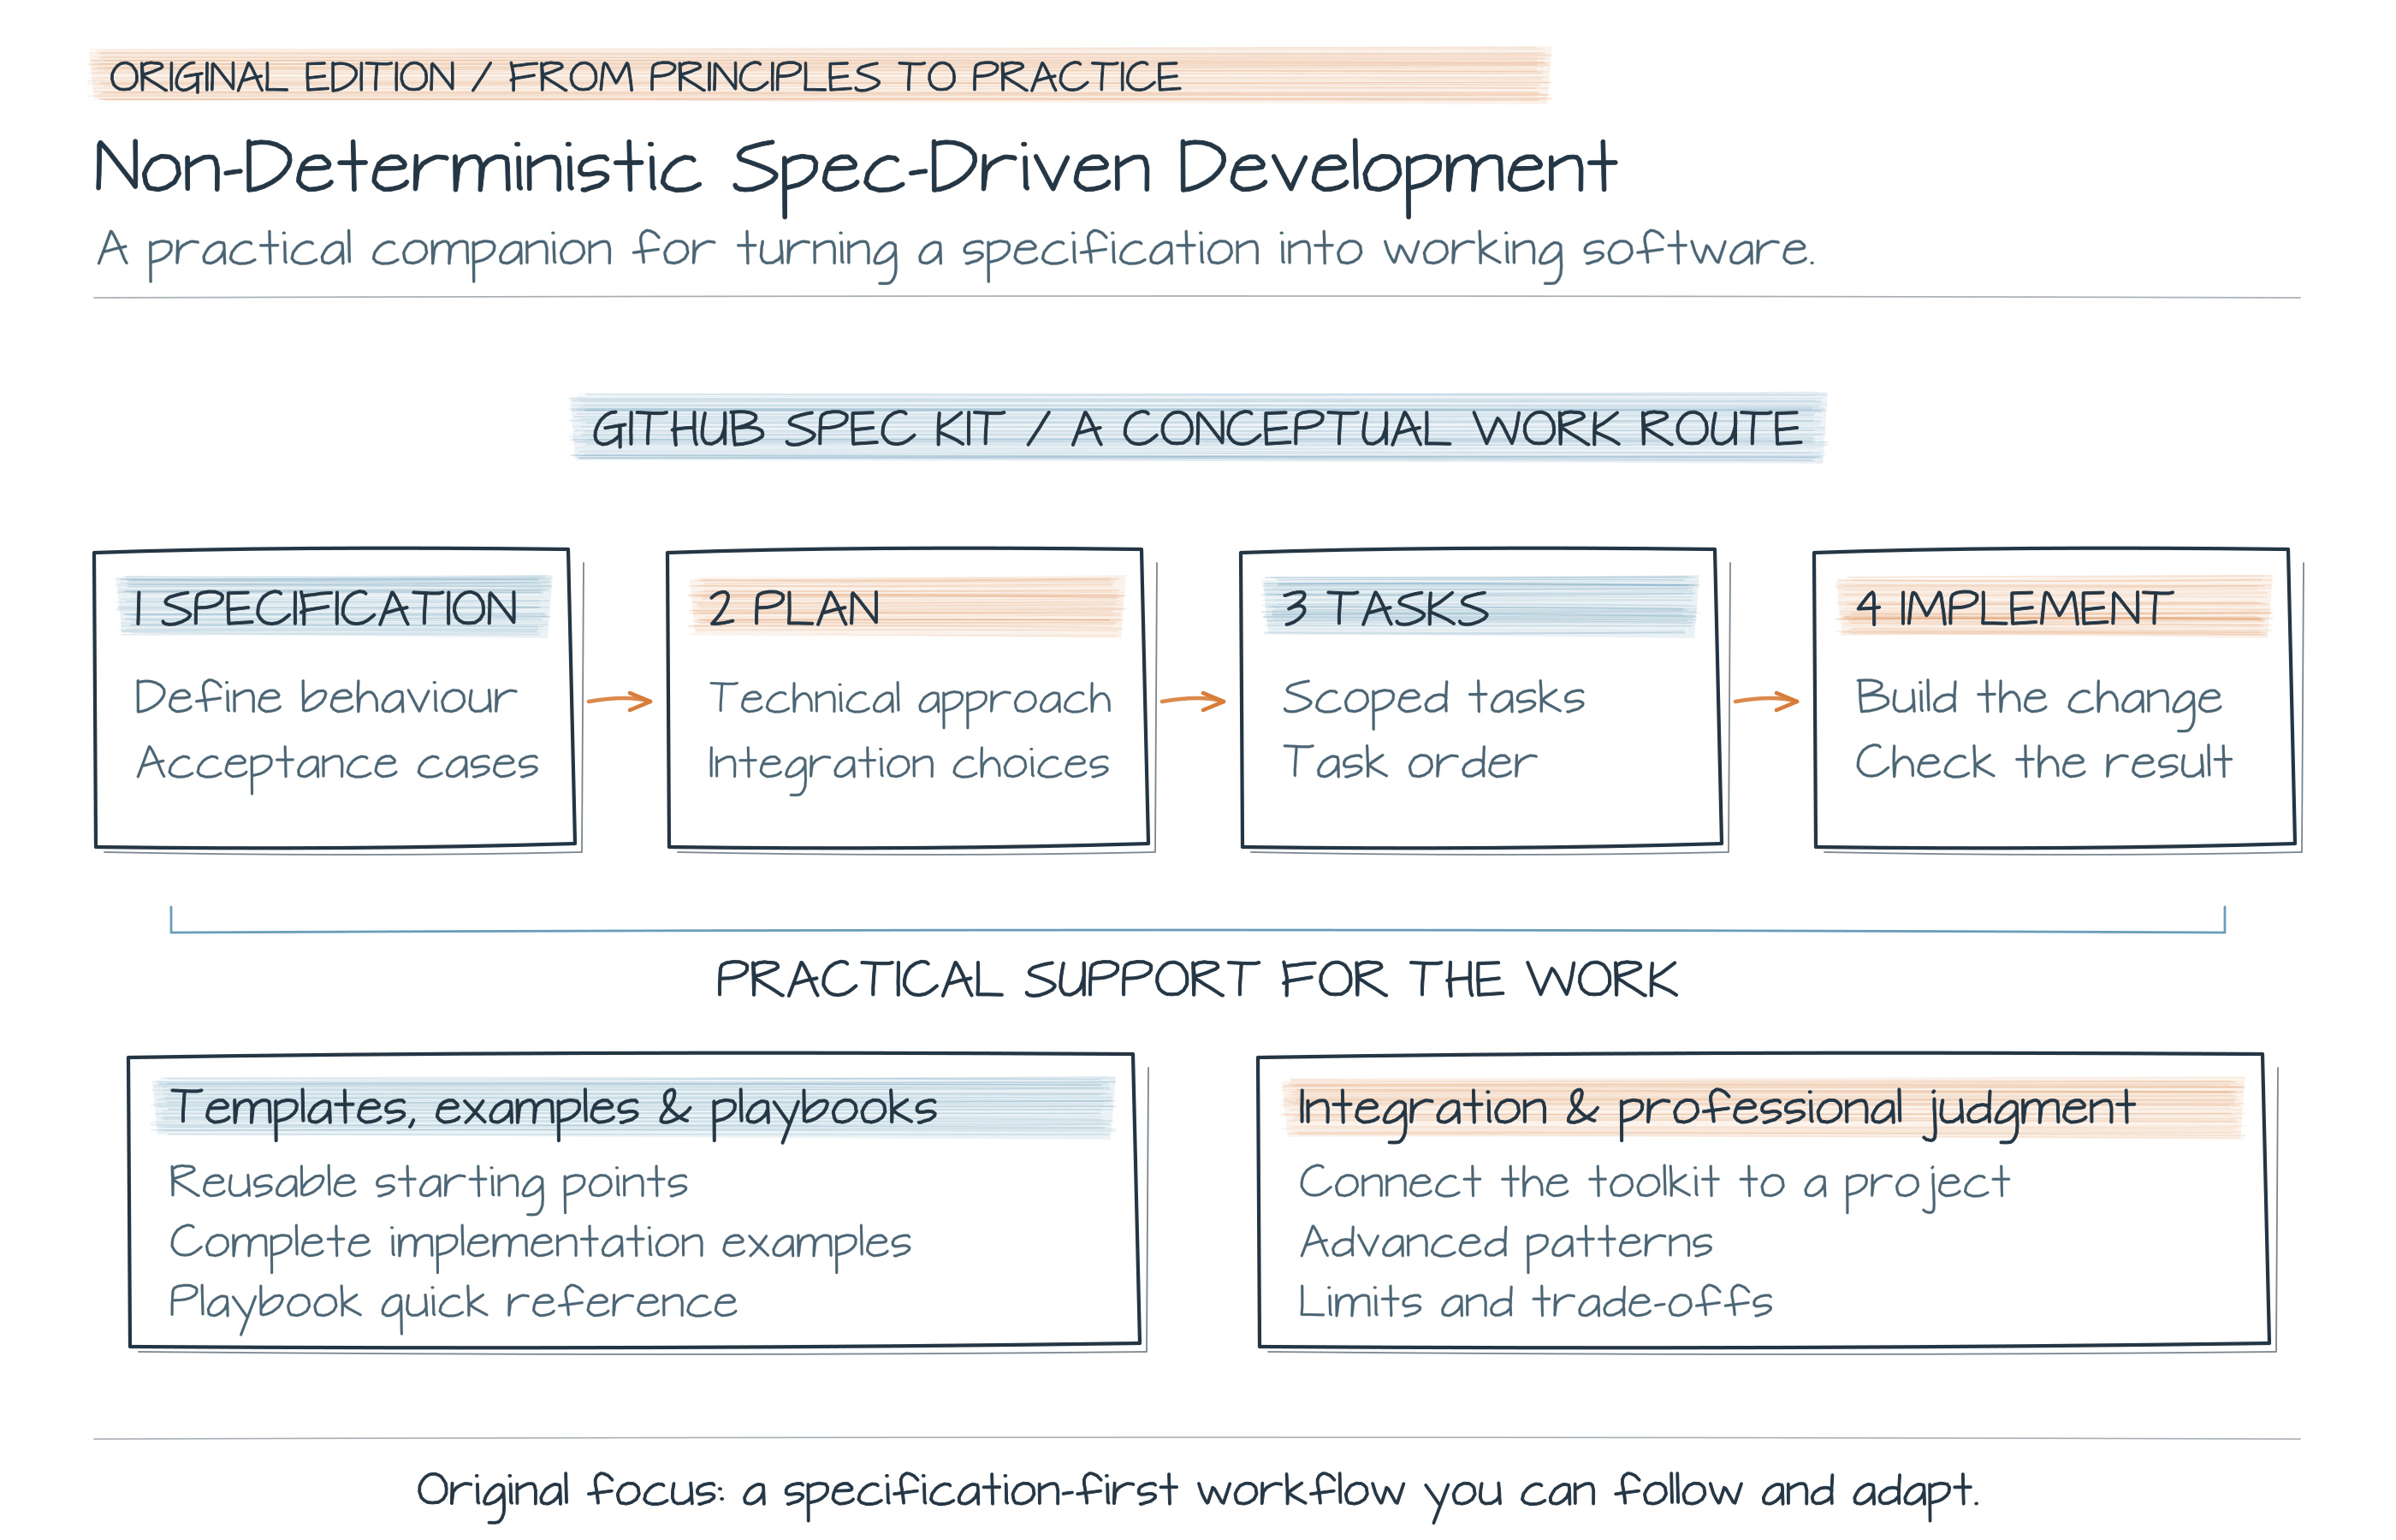 ORIGINAL EDITION / FROM PRINCIPLES TO PRACTICE
Non-Deterministic Spec-Driven Development
A practical companion for turning a specification into working software.
GITHUB SPEC KIT / A CONCEPTUAL WORK ROUTE
1 SPECIFICATION
Define behaviour
Acceptance cases
2 PLAN
Technical approach
Integration choices
3 TASKS
Scoped tasks
Task order
4 IMPLEMENT
Build the change
Check the result
PRACTICAL SUPPORT FOR THE WORK
Templates, examples & playbooks
Reusable starting points
Complete implementation examples
Playbook quick reference
Integration & professional judgment
Connect the toolkit to a project
Advanced patterns
Limits and trade-offs
Original focus: a specification-first workflow you can follow and adapt.